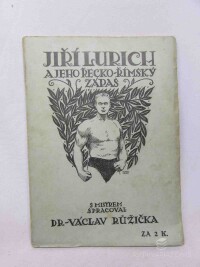 JIŘÍ LURICH
A JEHO ŘECKO-ŘÍMSKÝ
ZÁPAS
S MISTREM
SPRACOVAL
DR. VÁCLAV RŮŽIČKA
ZA 2 K.